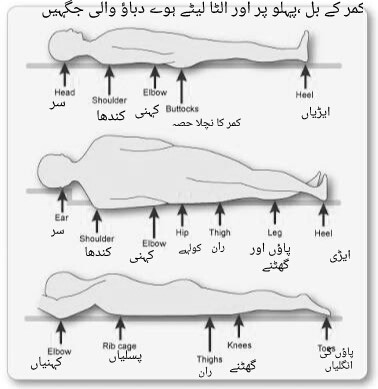 کمر کے بل ،پہلو پر اور الٹا لیٹے ہوے دباؤ والی جگہیں
Head Shoulder Elbow Buttocks Heel
سر کندھا کہنی کمر کا نچلا حصہ ایڑیاں
Ear Shoulder Elbow Hip Thigh Leg Heel
سر کندھا کہنی کولہے ران پاؤں اور گھٹنے ایڑی
Elbow Rib cage Thighs Knees Toes
کہنیاں پسلیاں ران گھٹنے پاؤں کی انگلیاں